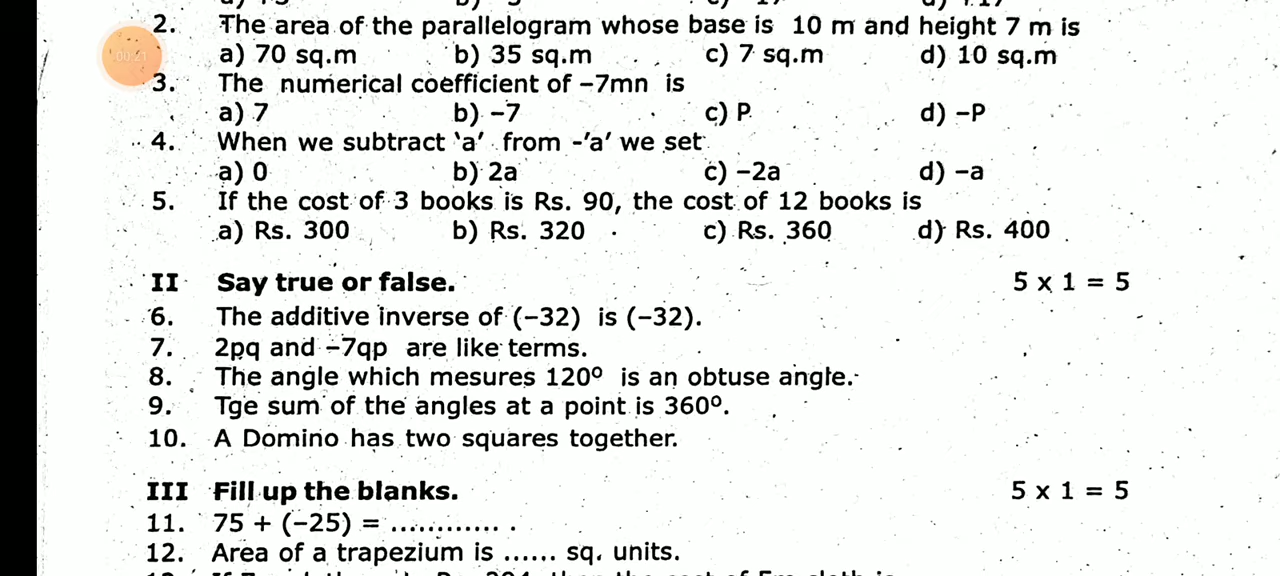 2. The area of the parallelogram whose base is 10 m and height 7 m is
a) 70 sq.m b) 35 sq.m c) 7 sq.m d) 10 sq.m
00:21
3. The numerical coefficient of –7mn is
a) 7 b) –7 c) P d) –P
4. When we subtract ‘a’ from -’a’ we set
a) 0 b) 2a c) –2a d) –a
5. If the cost of 3 books is Rs. 90, the cost of 12 books is
a) Rs. 300 b) Rs. 320 c) Rs. 360 d) Rs. 400
II Say true or false. 5 x 1 = 5
6. The additive inverse of (–32) is (–32).
7. 2pq and –7qp are like terms.
8. The angle which mesures 120º is an obtuse angle.
9. Tge sum of the angles at a point is 360º.
10. A Domino has two squares together.
III Fill up the blanks. 5 x 1 = 5
11. 75 + (–25) = ............ .
12. Area of a trapezium is ...... sq. units.